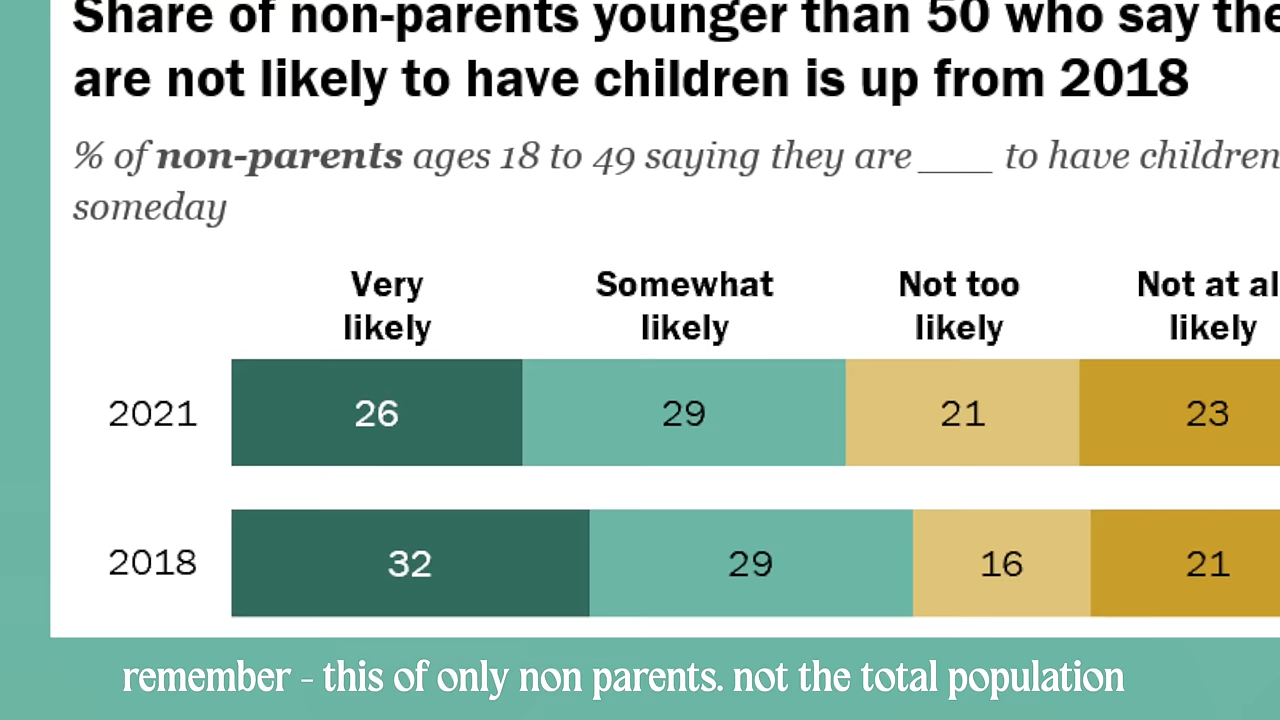 Share of non-parents younger than 50 who say the
are not likely to have children is up from 2018
% of non-parents ages 18 to 49 saying they are ___ to have children
someday
Very likely
Somewhat likely
Not too likely
Not at al likely
2021 26 29 21 23
2018 32 29 16 21
remember - this of only non parents. not the total population